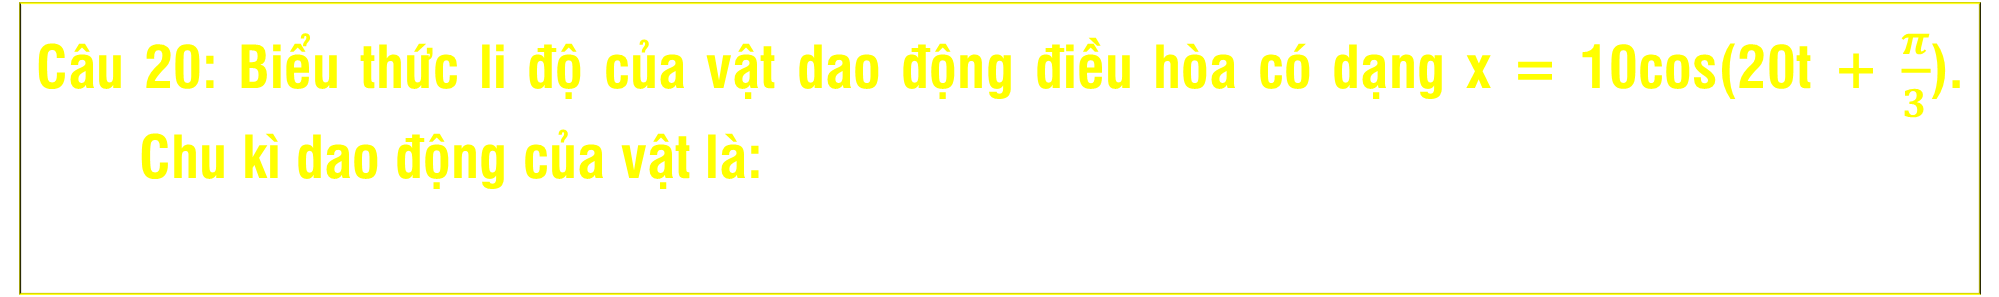 Câu 20: Biểu thức li độ của vật dao động điều hòa có dạng x = 10cos(20t + π/3).
Chu kì dao động của vật là: